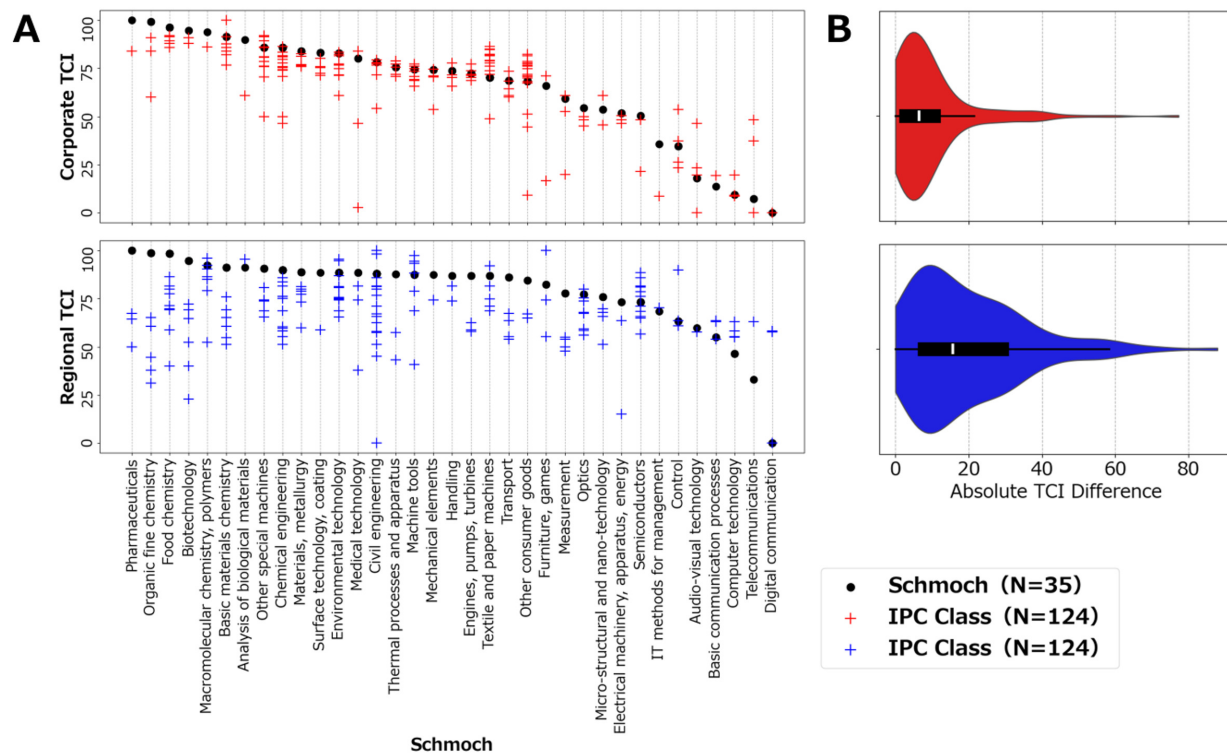 A
B
Corporate TCI
100
75
50
25
0
Regional TCI
100
75
50
25
0
Pharmaceuticals
Organic fine chemistry
Food chemistry
Biotechnology
Macromolecular chemistry, polymers
Basic materials chemistry
Analysis of biological materials
Other special machines
Chemical engineering
Materials, metallurgy
Surface technology, coating
Environmental technology
Medical technology
Civil engineering
Thermal processes and apparatus
Machine tools
Mechanical elements
Handling
Engines, pumps, turbines
Textile and paper machines
Transport
Other consumer goods
Furniture, games
Measurement
Optics
Micro-structural and nano-technology
Electrical machinery, apparatus, energy
Semiconductors
IT methods for management
Control
Audio-visual technology
Basic communication processes
Computer technology
Telecommunications
Digital communication
Schmoch
0 20 40 60 80
Absolute TCI Difference
Schmoch (N=35)
IPC Class (N=124)
IPC Class (N=124)